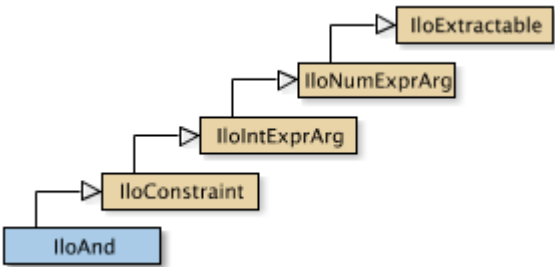 IloExtractable
IloNumExprArg
IloIntExprArg
IloConstraint
IloAnd